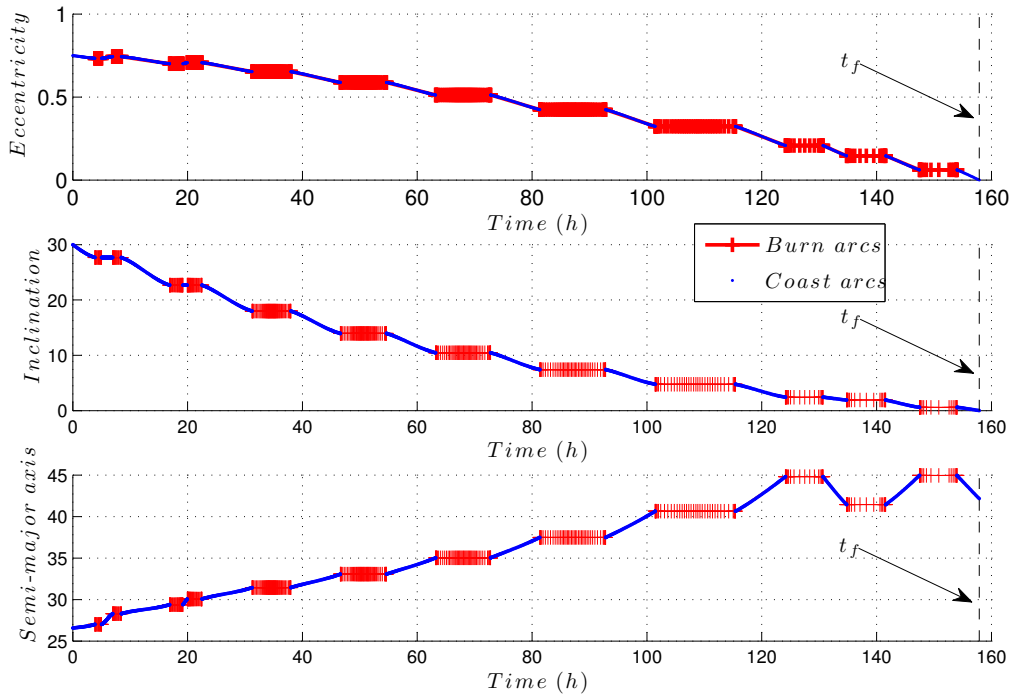 1
0.5
0
Eccentricity
t_f
0 20 40 60 80 100 120 140 160
Time (h)
30
20
10
0
Inclination
Burn arcs
Coast arcs
t_f
0 20 40 60 80 100 120 140 160
Time (h)
45
40
35
30
25
Semi-major axis
t_f
0 20 40 60 80 100 120 140 160
Time (h)